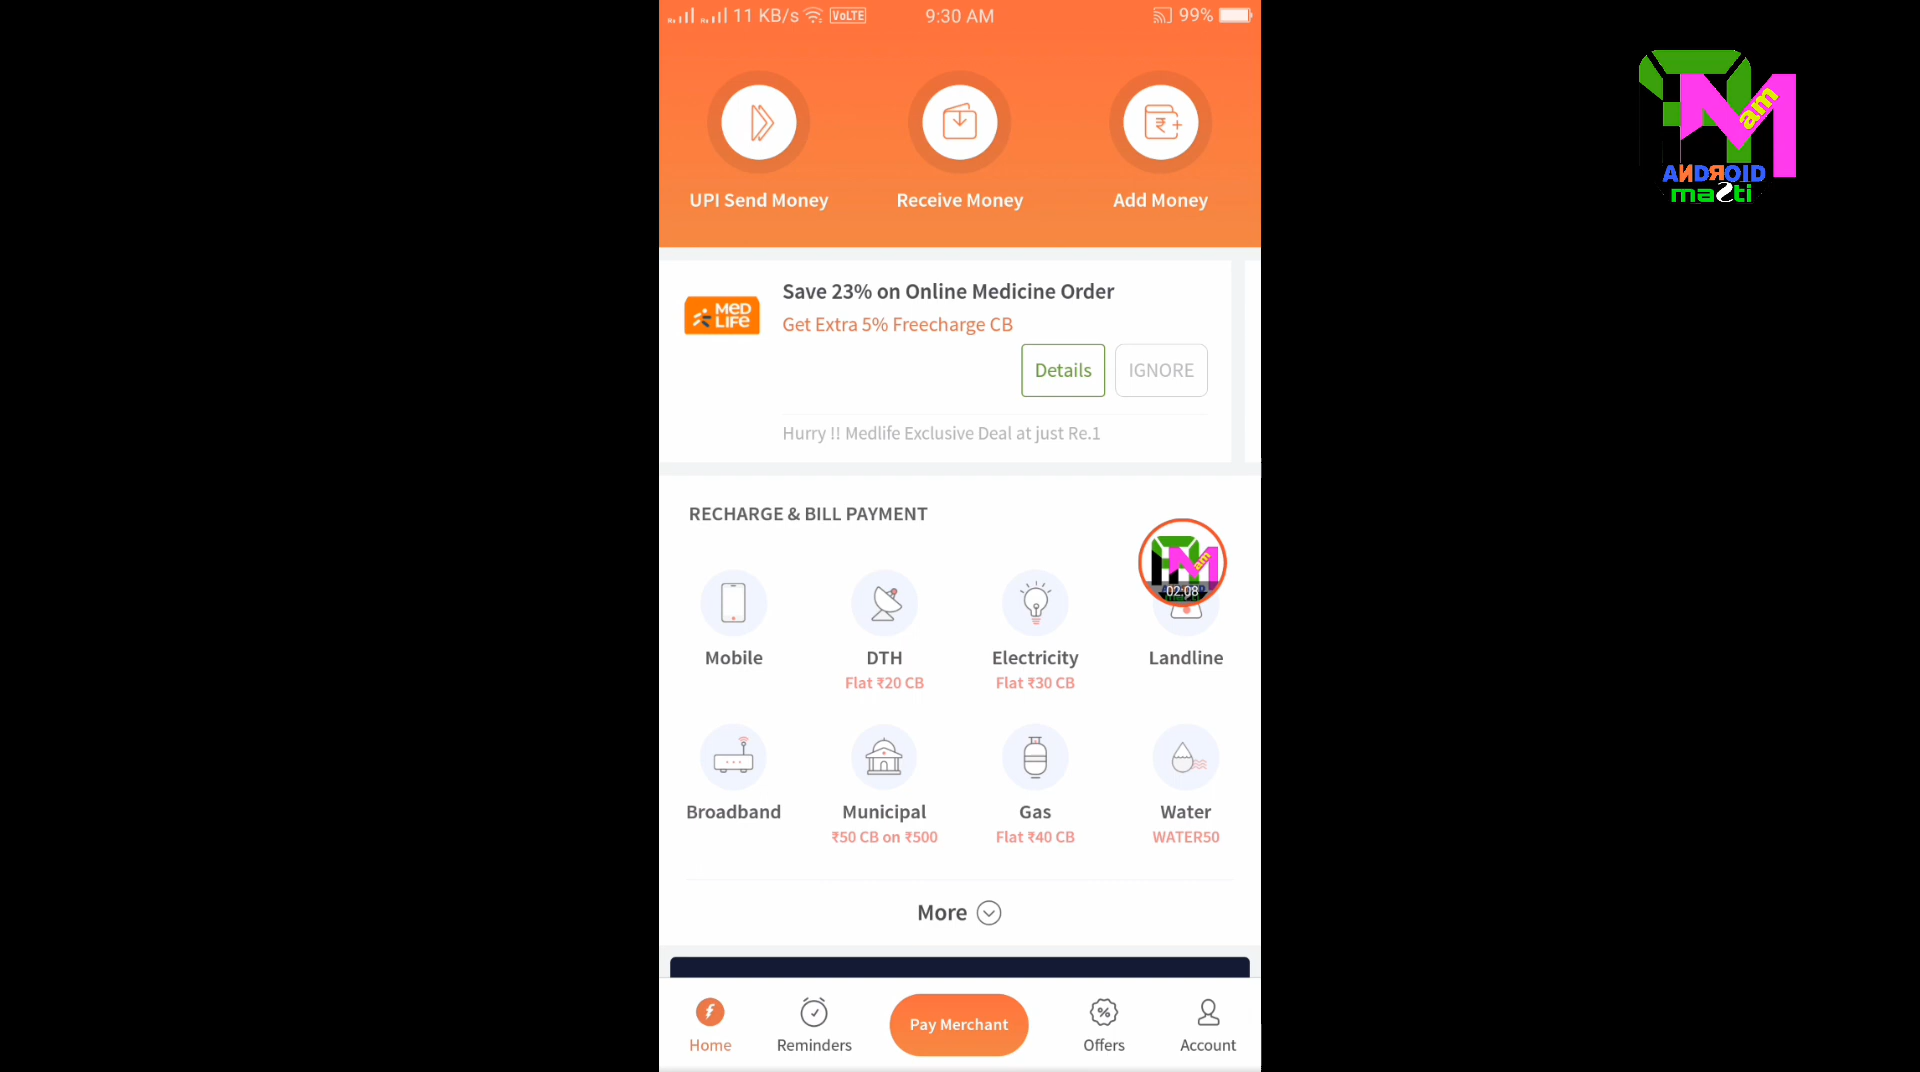 11 KB/s VoLTE 9:30 AM 99%
UPI Send Money Receive Money Add Money
am
ANDROID
masti
MED
LIFE
Save 23% on Online Medicine Order
Get Extra 5% Freecharge CB
Details IGNORE
Hurry !! Medlife Exclusive Deal at just Re.1
RECHARGE & BILL PAYMENT
02:08
Mobile DTH Electricity Landline
Flat ₹20 CB Flat ₹30 CB
Broadband Municipal Gas Water
₹50 CB on ₹500 Flat ₹40 CB WATER50
More
Home Reminders Pay Merchant Offers Account